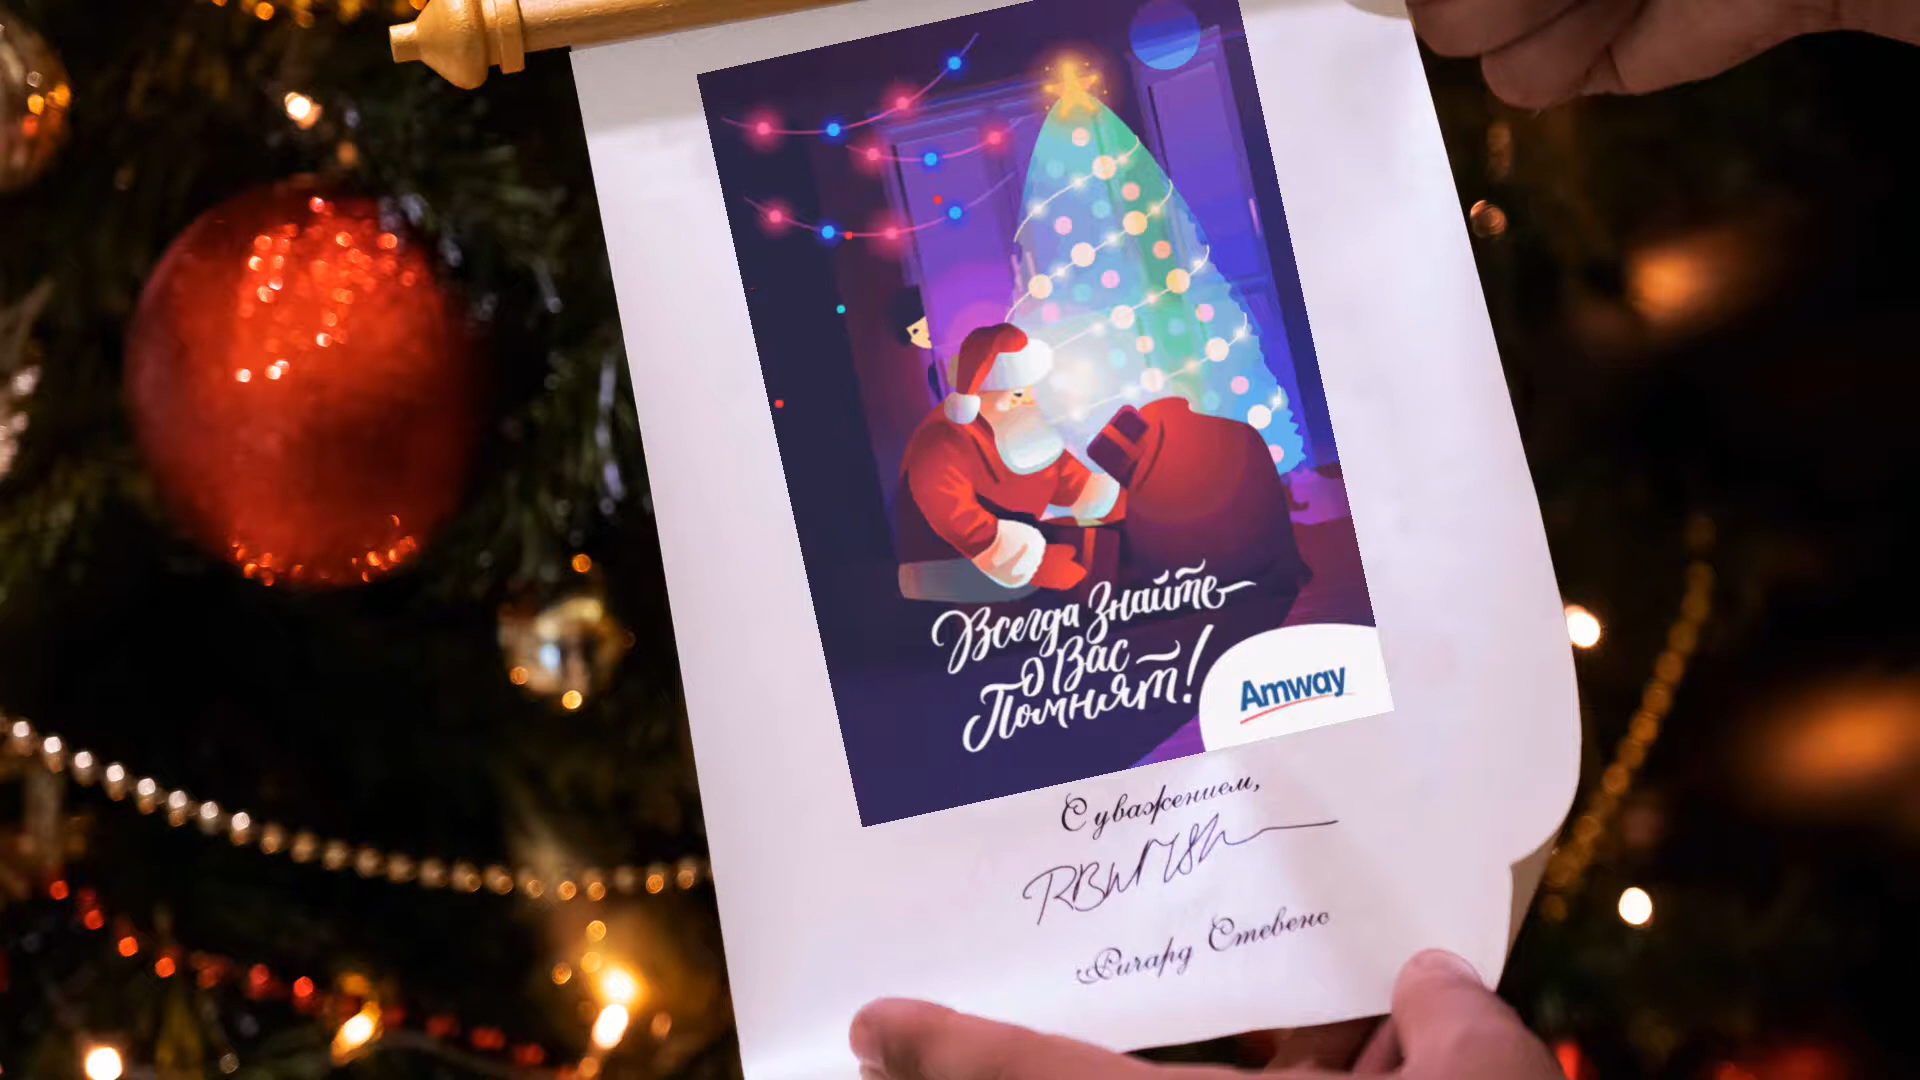 Всегда Знайте
о Вас
Помнят!
Amway
С уважением,
Ричард Стевенс